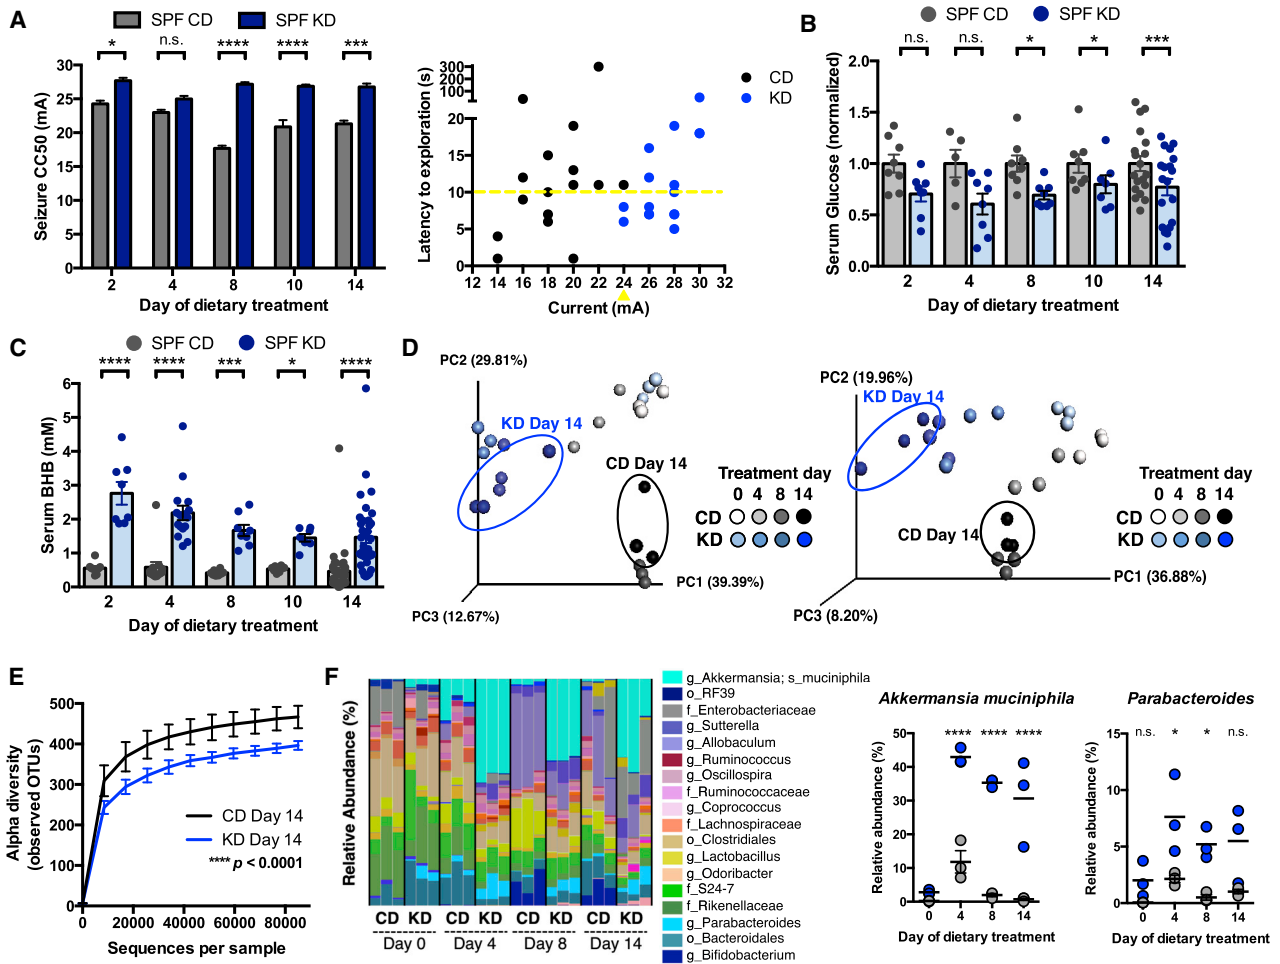 A
SPF CD
SPF KD
*
n.s.
****
****
***
Seizure CC50 (mA)
30
25
20
15
10
5
0
2
4
8
10
14
Day of dietary treatment
Latency to exploration (s)
300
200
100
20
15
10
5
0
12
14
16
18
20
22
24
26
28
30
32
Current (mA)
CD
KD
B
SPF CD
SPF KD
n.s.
n.s.
*
*
***
Serum Glucose (normalized)
2.0
1.5
1.0
0.5
0.0
2
4
8
10
14
Day of dietary treatment
C
SPF CD
SPF KD
****
****
***
*
****
Serum BHB (mM)
6
5
4
3
2
1
0
2
4
8
10
14
Day of dietary treatment
D
PC2 (29.81%)
KD Day 14
CD Day 14
PC1 (39.39%)
PC3 (12.67%)
Treatment day
0 4 8 14
CD
KD
PC2 (19.96%)
KD Day 14
CD Day 14
PC1 (36.88%)
PC3 (8.20%)
Treatment day
0 4 8 14
CD
KD
E
Alpha diversity
(observed OTUs)
500
400
300
200
100
0
CD Day 14
KD Day 14
**** p < 0.0001
0
20000
40000
60000
80000
Sequences per sample
F
Relative Abundance (%)
CD KD CD KD CD KD CD KD
Day 0 Day 4 Day 8 Day 14
g_Akkermansia; s_muciniphila
o_RF39
f_Enterobacteriaceae
g_Sutterella
g_Allobaculum
g_Ruminococcus
g_Oscillospira
f_Ruminococcaceae
g_Coprococcus
f_Lachnospiraceae
o_Clostridiales
g_Lactobacillus
g_Odoribacter
f_S24-7
f_Rikenellaceae
g_Parabacteroides
o_Bacteroidales
g_Bifidobacterium
Akkermansia muciniphila
**** **** ****
Relative abundance (%)
50
40
30
20
10
0
0
4
8
14
Day of dietary treatment
Parabacteroides
n.s. * * n.s.
Relative abundance (%)
15
10
5
0
0
4
8
14
Day of dietary treatment